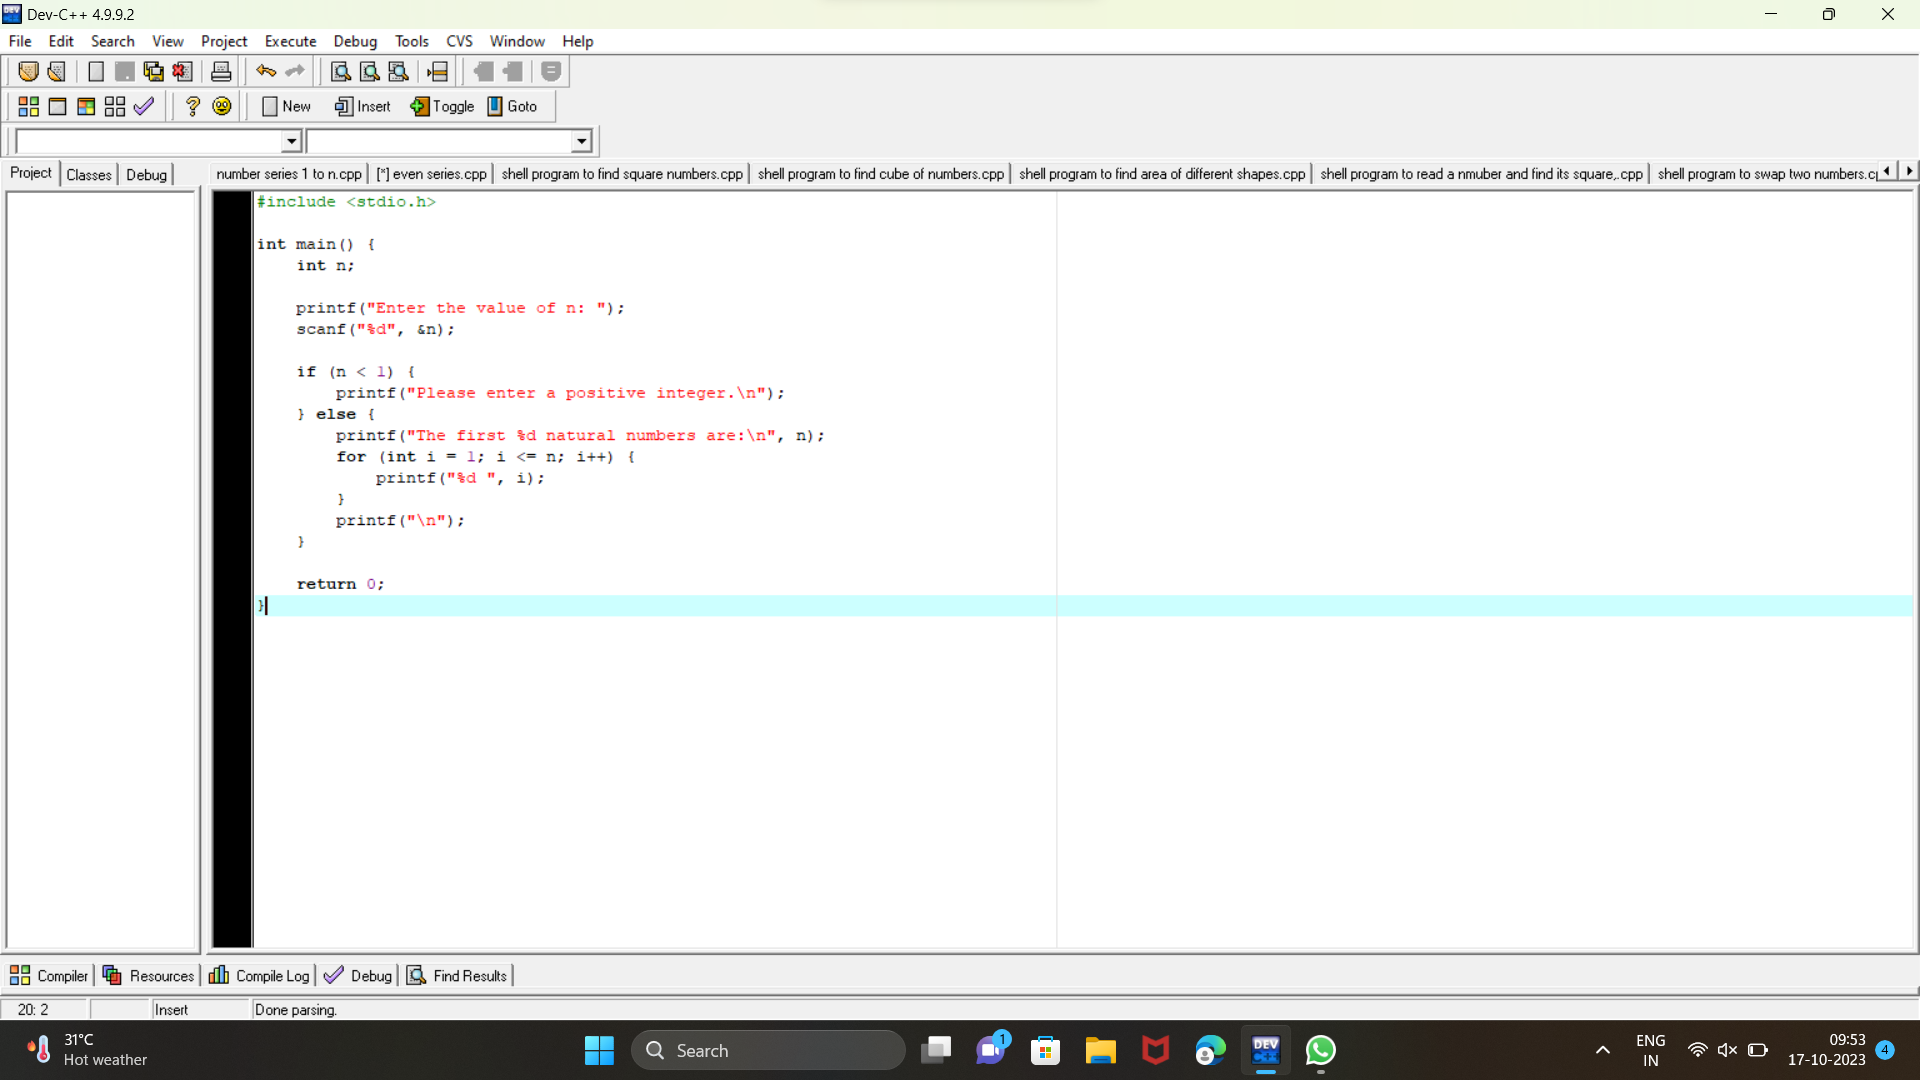 Dev-C++ 4.9.9.2
File Edit Search View Project Execute Debug Tools CVS Window Help
New Insert Toggle Goto
Project Classes Debug
number series 1 to n.cpp [*] even series.cpp shell program to find square numbers.cpp shell program to find cube of numbers.cpp shell program to find area of different shapes.cpp shell program to read a nmuber and find its square,.cpp shell program to swap two numbers.c
#include <stdio.h>
int main() {
    int n;
    printf("Enter the value of n: ");
    scanf("%d", &n);
    if (n < 1) {
        printf("Please enter a positive integer.\n");
    } else {
        printf("The first %d natural numbers are:\n", n);
        for (int i = 1; i <= n; i++) {
            printf("%d ", i);
        }
        printf("\n");
    }
    return 0;
}
Compiler Resources Compile Log Debug Find Results
20: 2 Insert Done parsing.
31°C
Hot weather
Search
1
DEV
C++
ENG
IN
09:53
17-10-2023
4